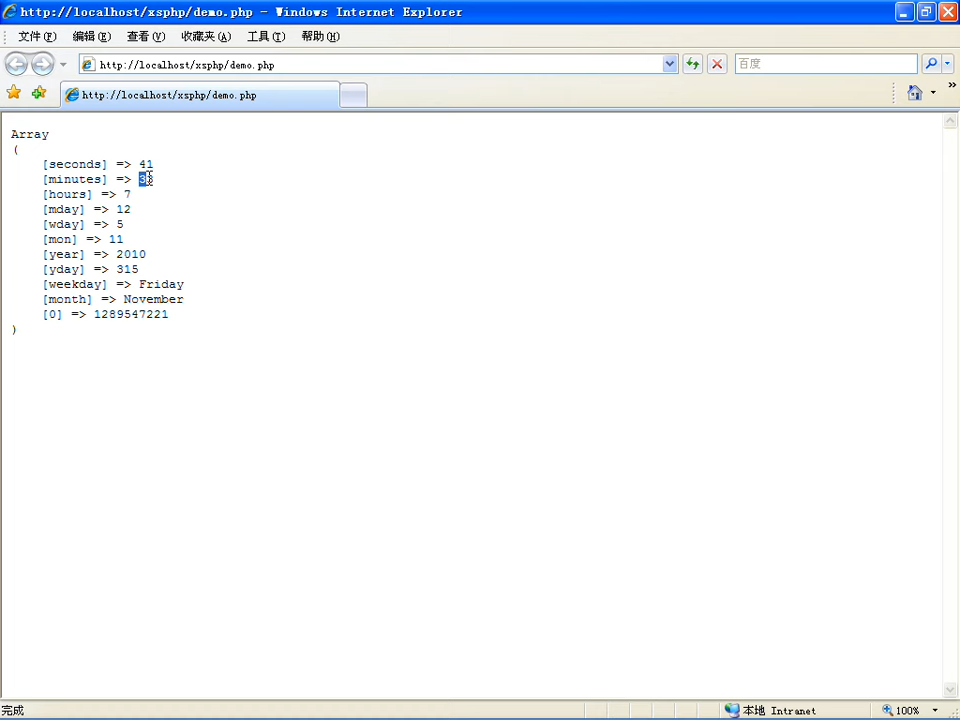 http://localhost/xsphp/demo.php - Windows Internet Explorer
文件(F) 编辑(E) 查看(V) 收藏夹(A) 工具(T) 帮助(H)
http://localhost/xsphp/demo.php 百度
http://localhost/xsphp/demo.php
Array
(
[seconds] => 41
[minutes] =>
[hours] => 7
[mday] => 12
[wday] => 5
[mon] => 11
[year] => 2010
[yday] => 315
[weekday] => Friday
[month] => November
[0] => 1289547221
)
完成 本地 Intranet 100%